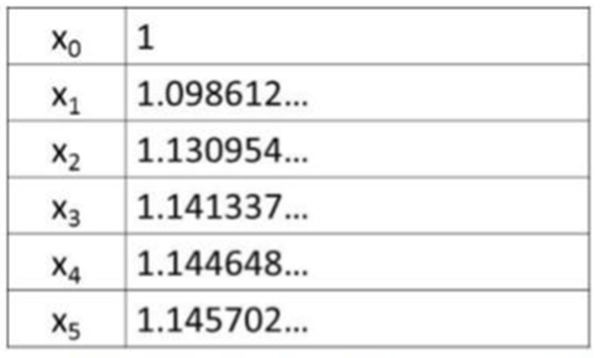 x₀ 1
x₁ 1.098612...
x₂ 1.130954...
x₃ 1.141337...
x₄ 1.144648...
x₅ 1.145702...